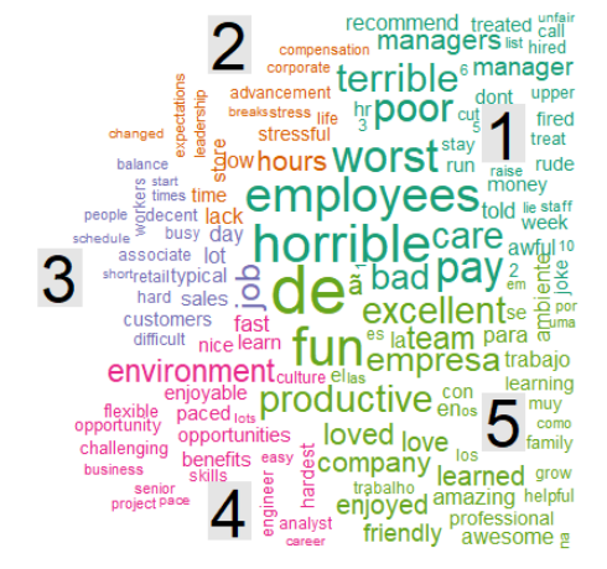 recommend treated unfair
2 managers list call
compensation hired
corporate terrible 6 manager
expectations advancement dont upper
leadership breaks stress life hr poor cut 1 fired
changed stressful 3 5 treat
store low hours worst stay run raise rude
balance start money
workers times time employees told lie staff
people decent lack week
schedule busy day horrible care awful 10
3 associate lot ambiente joke
short retail typical job de ã 1 bad pay 2 em
hard sales excellent se por
customers fast fun es la team para uma
difficult nice learn
environment culture el las empresa trabajo
enjoyable productive con learning
flexible paced lots en os 5 muy
opportunity opportunities loved love como
challenging family
business benefits easy hardest company los
skills learned grow
senior engineer trabalho amazing helpful
project pace 4 analyst enjoyed professional
career friendly awesome na